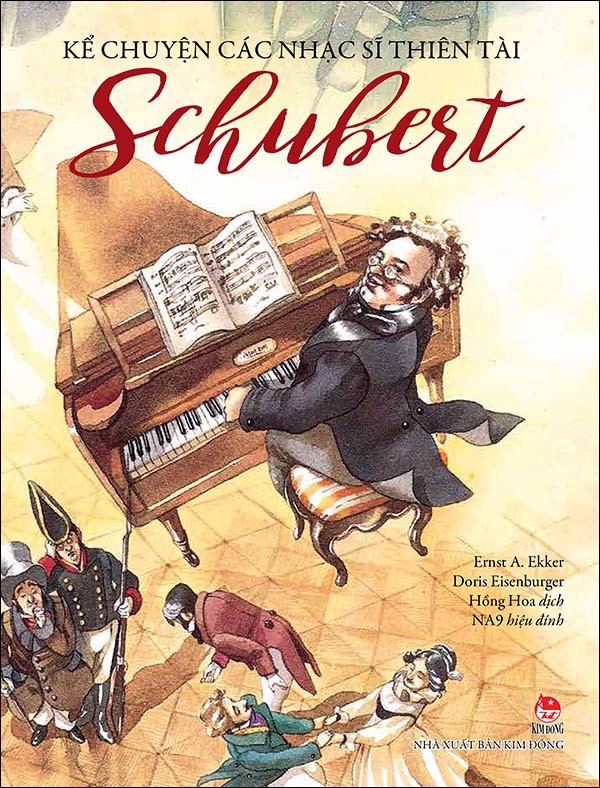 KỂ CHUYỆN CÁC NHẠC SĨ THIÊN TÀI
Schubert
Ernst A. Ekker
Doris Eisenburger
Hồng Hoa dịch
NA9 hiệu đính
KIM ĐỒNG
NHÀ XUẤT BẢN KIM ĐỒNG